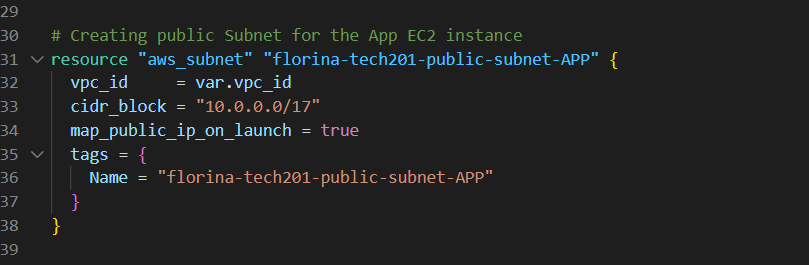 29
30 # Creating public Subnet for the App EC2 instance
31 resource "aws_subnet" "florina-tech201-public-subnet-APP" {
32   vpc_id     = var.vpc_id
33   cidr_block = "10.0.0.0/17"
34   map_public_ip_on_launch = true
35   tags = {
36     Name = "florina-tech201-public-subnet-APP"
37   }
38 }
39